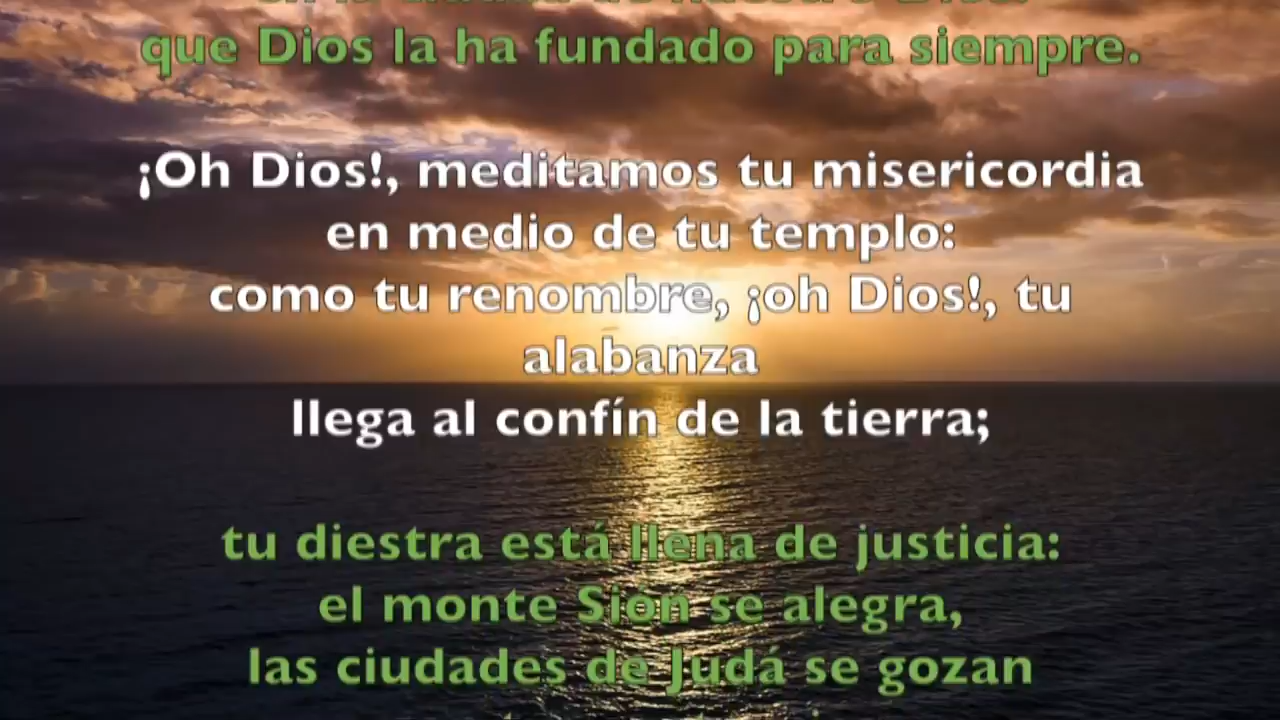 que Dios la ha fundado para siempre.
¡Oh Dios!, meditamos tu misericordia
en medio de tu templo:
como tu renombre, ¡oh Dios!, tu
alabanza
llega al confín de la tierra;
tu diestra está llena de justicia:
el monte Sión se alegra,
las ciudades de Judá se gozan